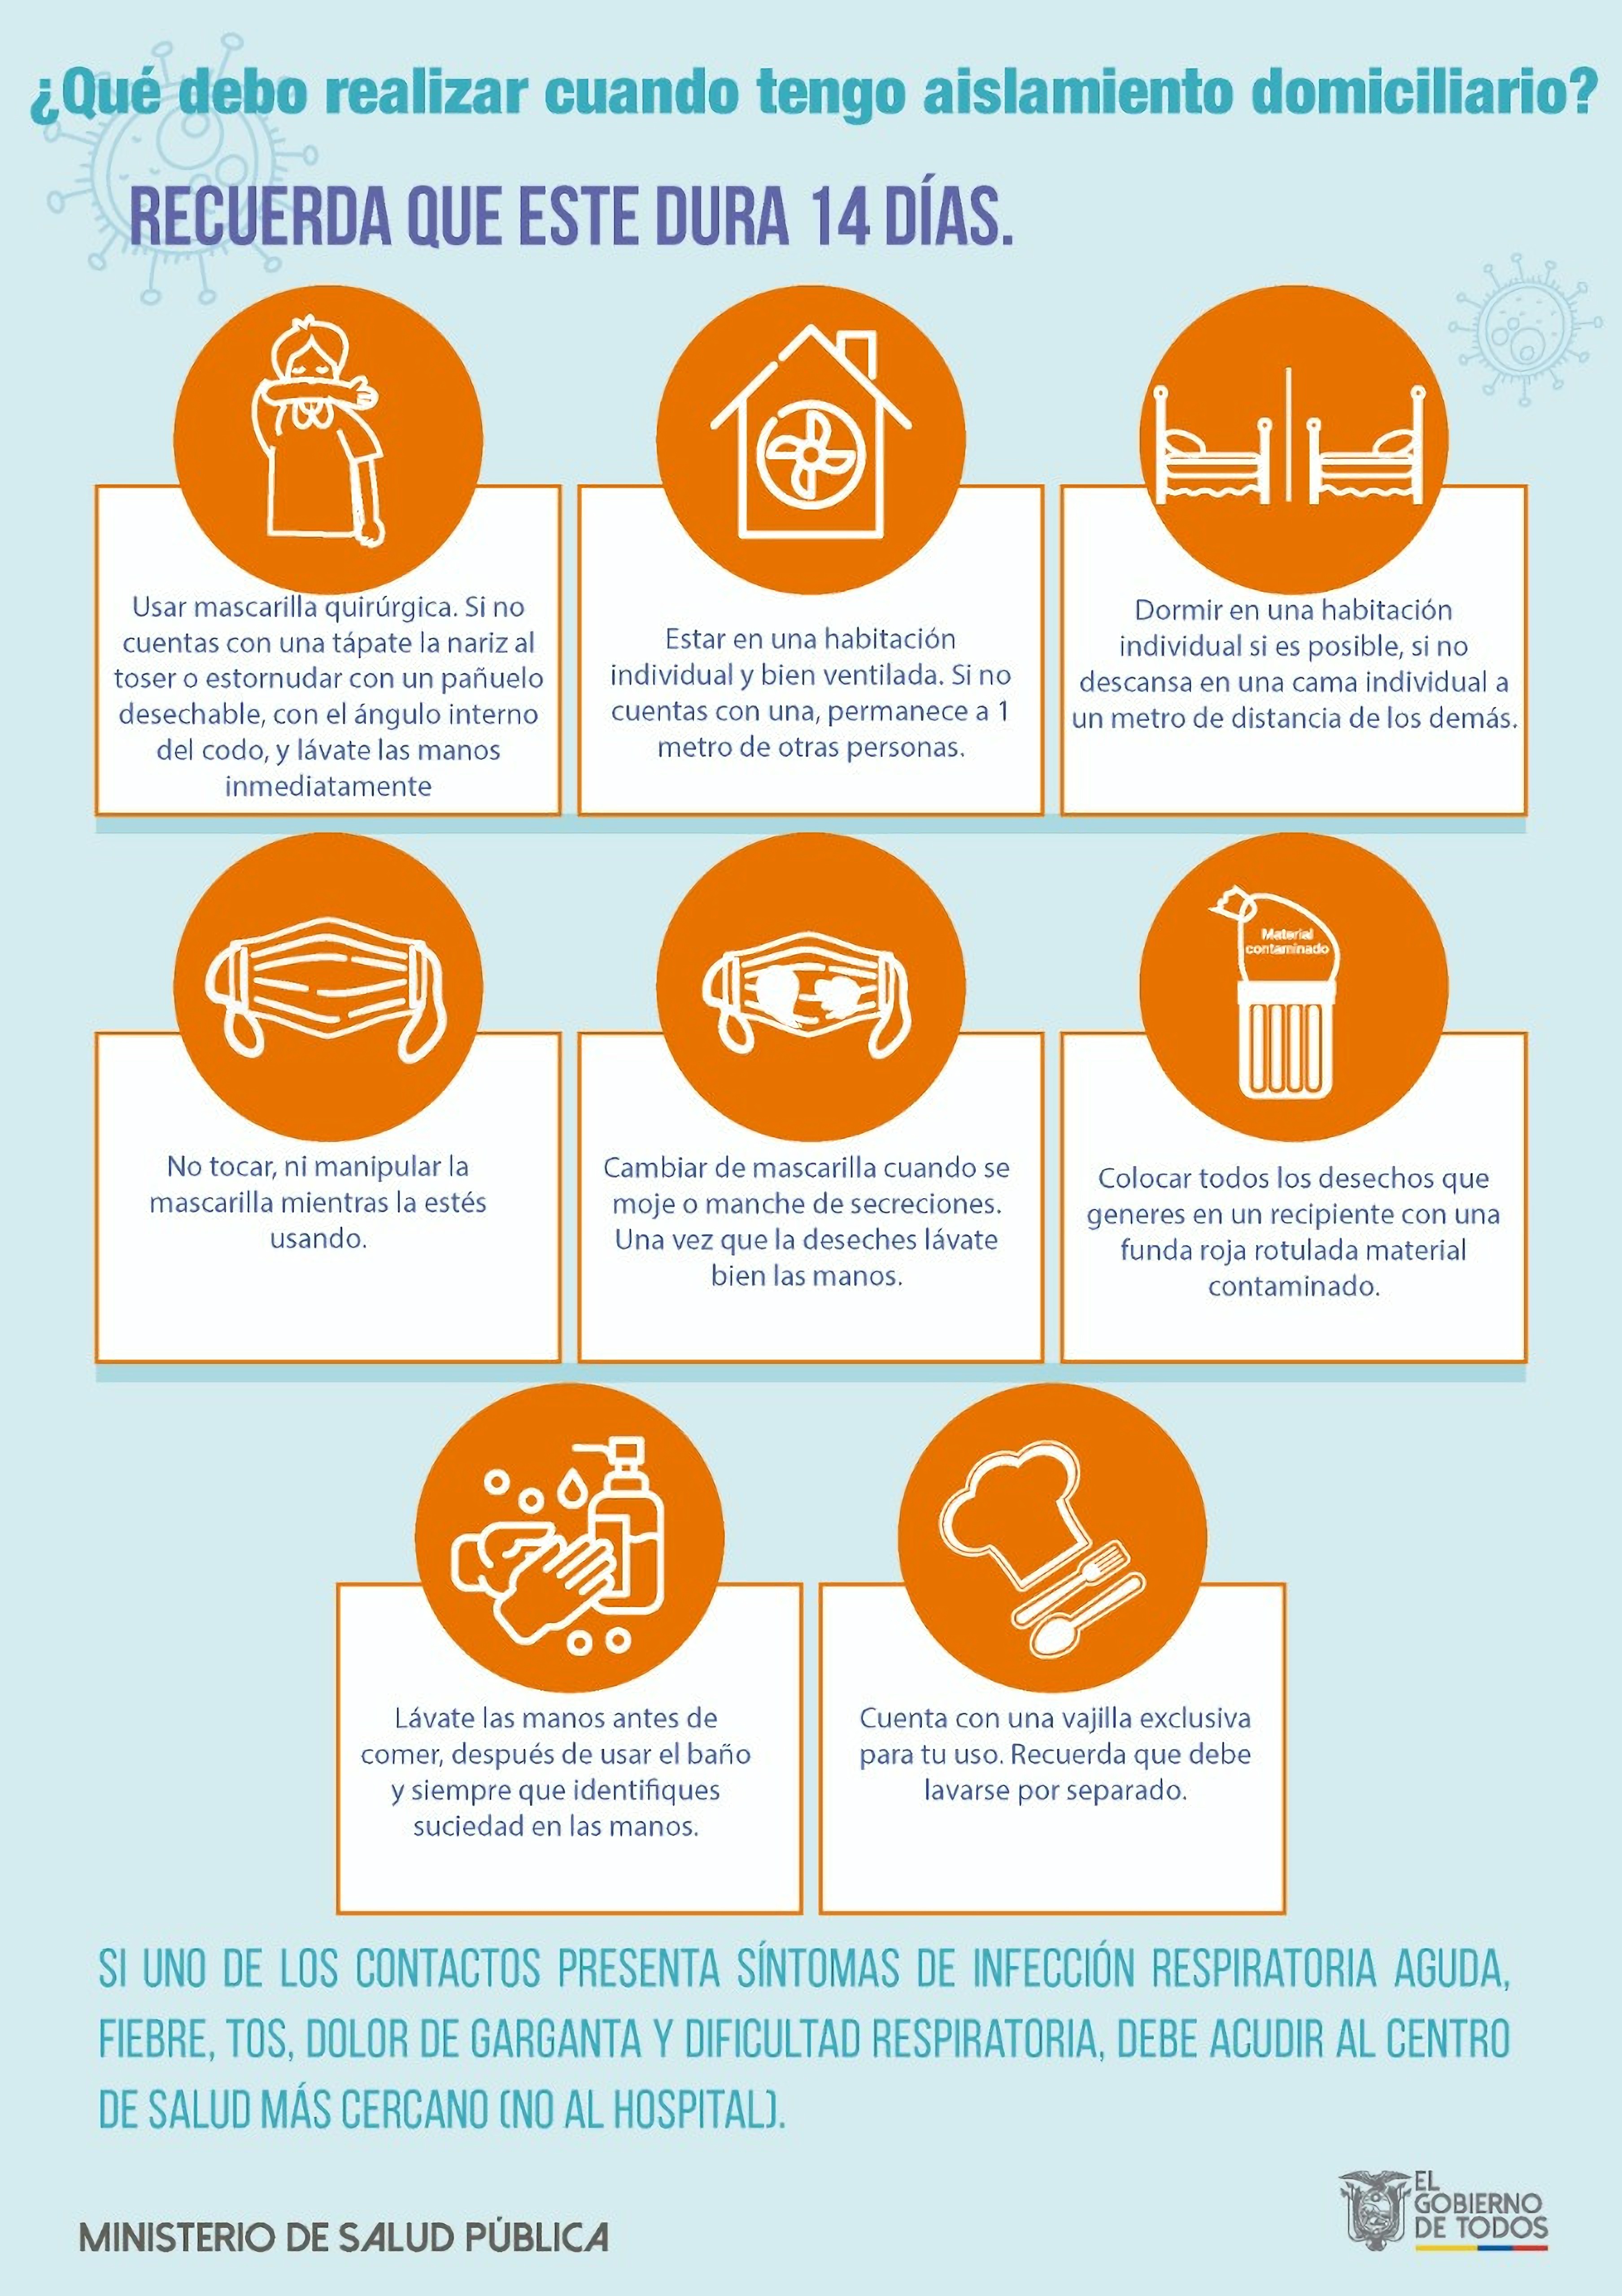 ¿Qué debo realizar cuando tengo aislamiento domiciliario?
RECUERDA QUE ESTE DURA 14 DÍAS.
Usar mascarilla quirúrgica. Si no
cuentas con una tápate la nariz al
toser o estornudar con un pañuelo
desechable, con el ángulo interno
del codo, y lávate las manos
inmediatamente
Estar en una habitación
individual y bien ventilada. Si no
cuentas con una, permanece a 1
metro de otras personas.
Dormir en una habitación
individual si es posible, si no
descansa en una cama individual a
un metro de distancia de los demás.
No tocar, ni manipular la
mascarilla mientras la estés
usando.
Cambiar de mascarilla cuando se
moje o manche de secreciones.
Una vez que la deseches lávate
bien las manos.
Material
contaminado
Colocar todos los desechos que
generes en un recipiente con una
funda roja rotulada material
contaminado.
Lávate las manos antes de
comer, después de usar el baño
y siempre que identifiques
suciedad en las manos.
Cuenta con una vajilla exclusiva
para tu uso. Recuerda que debe
lavarse por separado.
SI UNO DE LOS CONTACTOS PRESENTA SÍNTOMAS DE INFECCIÓN RESPIRATORIA AGUDA,
FIEBRE, TOS, DOLOR DE GARGANTA Y DIFICULTAD RESPIRATORIA, DEBE ACUDIR AL CENTRO
DE SALUD MÁS CERCANO (NO AL HOSPITAL).
MINISTERIO DE SALUD PÚBLICA
EL
GOBIERNO
DE TODOS